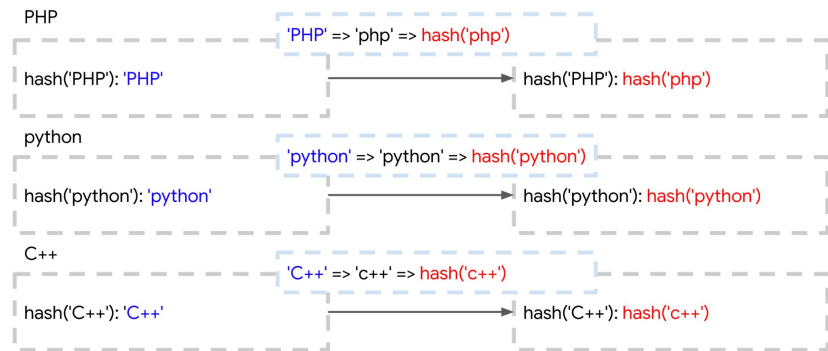 PHP
'PHP' => 'php' => hash('php')
hash('PHP'): 'PHP'
hash('PHP'): hash('php')
python
'python' => 'python' => hash('python')
hash('python'): 'python'
hash('python'): hash('python')
C++
'C++' => 'c++' => hash('c++')
hash('C++'): 'C++'
hash('C++'): hash('c++')